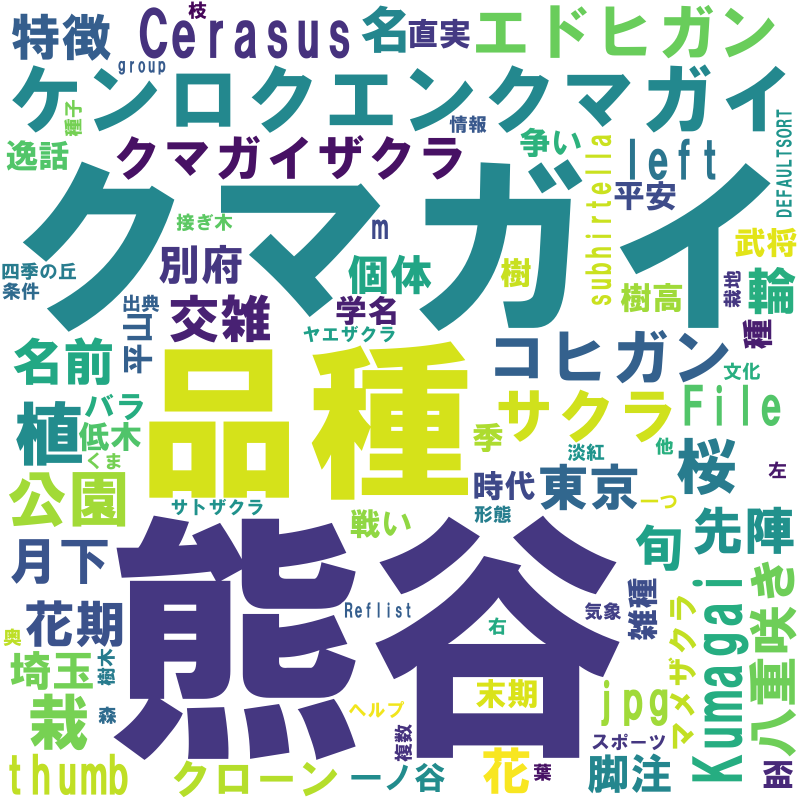 枝
特徴
Cerasus
名
直実
エドヒガン
group
ケンロクエンクマガイ
種子
情報
DEFAULTSORT
逸話
クマガイザクラ
争い
left
subhirtella
平安
クマガイ
接ぎ木
m
武将
四季の丘
別府
個体
樹
樹高
栽地
輪
条件
出典
交雑
学名
ヤエザクラ
種
平山
名前
コヒガン
文化
品種
バラ
サクラ
File
植
低木
季
くま
淡紅
他
桜
左
公園
サトザクラ
時代
東京
一つ
戦い
形態
先陣
旬
月下
熊谷
花期
Reflist
気象
雑種
Kumagai
八重咲き
奥
右
埼玉
樹木
マメザクラ
末期
jpg
栽
森
ヘルプ
複数
スポーツ
thumb
クローン
一ノ谷
花
葉
脚注